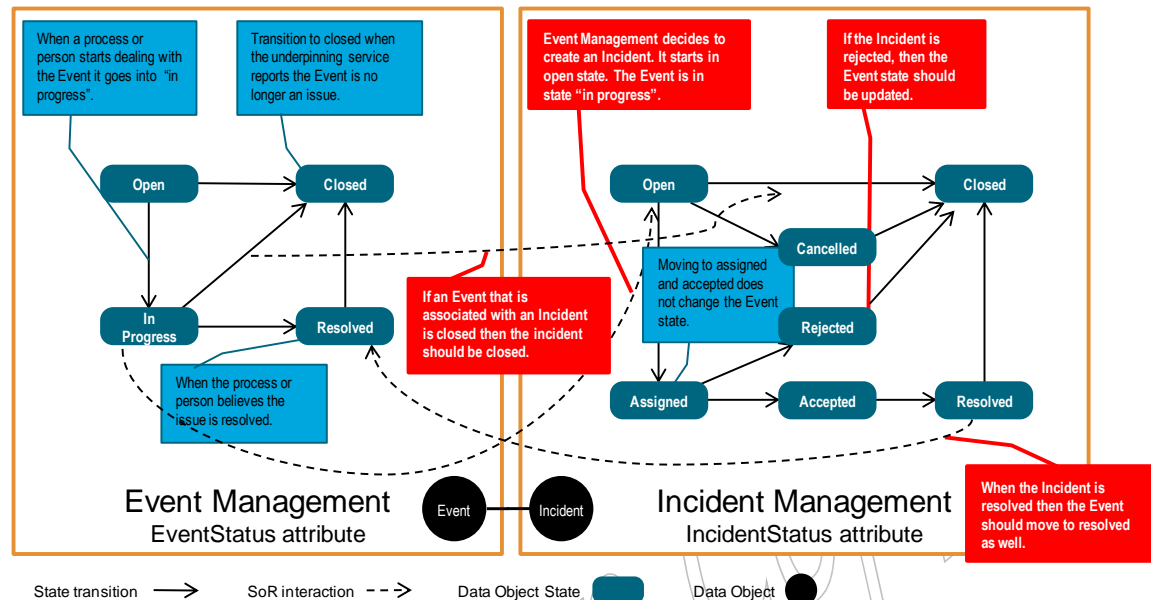 When a process or
person starts dealing with
the Event it goes into “in
progress”.
Transition to closed when
the underpinning service
reports the Event is no
longer an issue.
Event Management decides to
create an Incident. It starts in
open state. The Event is in
state “in progress”.
If the Incident is
rejected, then the
Event state should
be updated.
Open
Closed
Open
Closed
Cancelled
Moving to assigned
and accepted does
not change the Event
state.
If an Event that is
associated with an Incident
is closed then the incident
should be closed.
In
Progress
Resolved
Rejected
When the process or
person believes the
issue is resolved.
Assigned
Accepted
Resolved
When the Incident is
resolved then the Event
should move to resolved
as well.
Event Management
EventStatus attribute
Event
Incident
Incident Management
IncidentStatus attribute
State transition
SoR interaction
Data Object State
Data Object